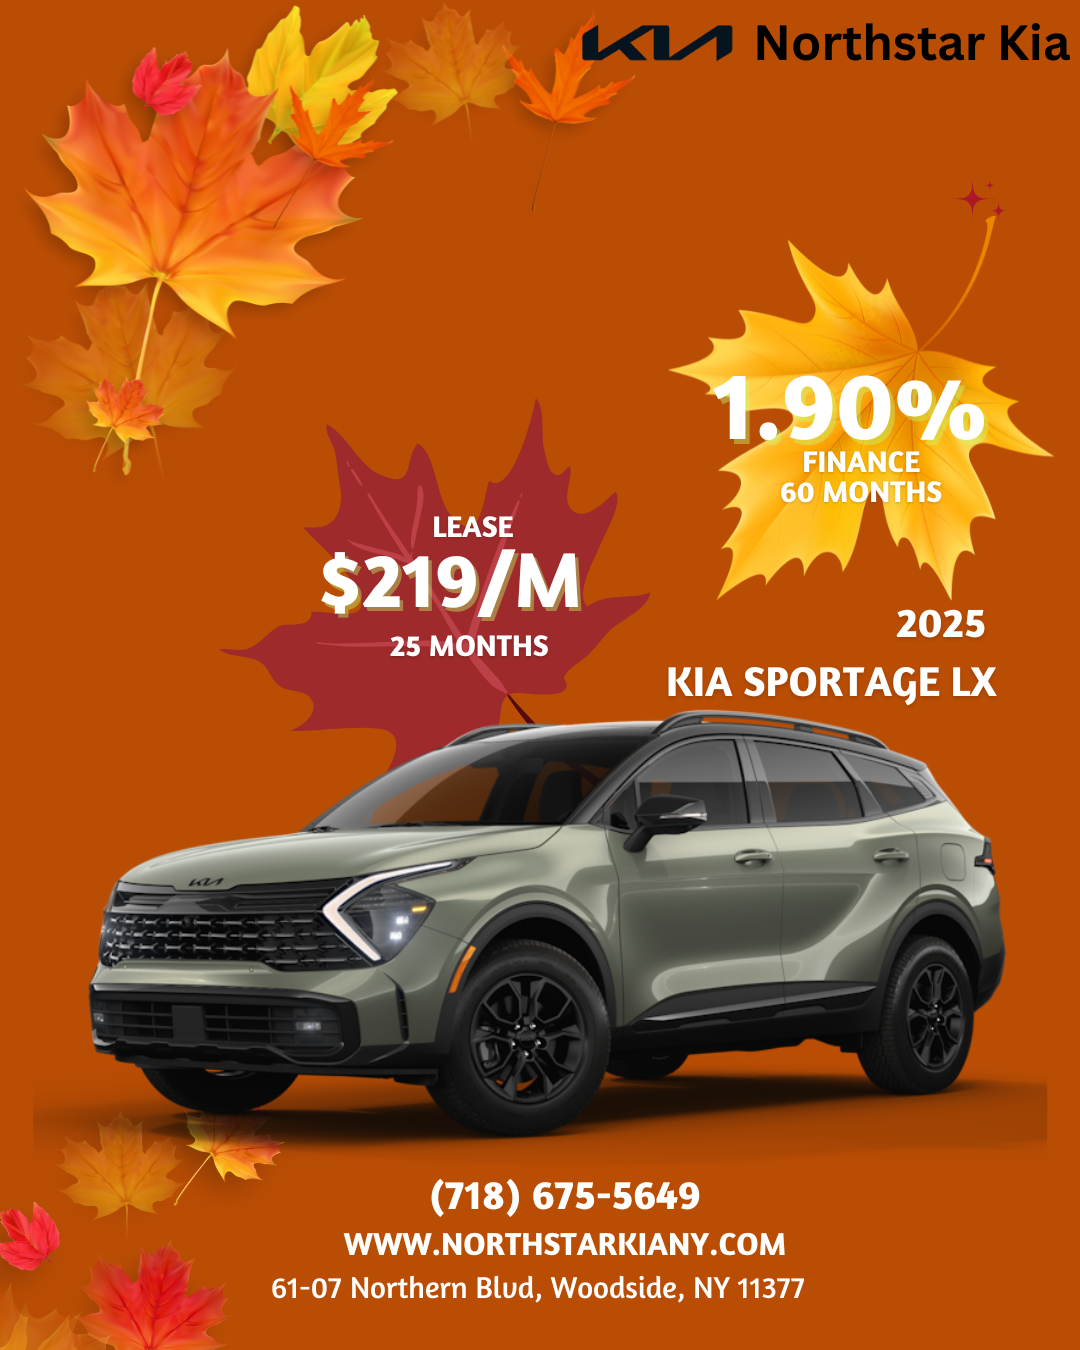 KIA Northstar Kia
1.90%
FINANCE
60 MONTHS
LEASE
$219/M
25 MONTHS
2025
KIA SPORTAGE LX
KIA
(718) 675-5649
WWW.NORTHSTARKIANY.COM
61-07 Northern Blvd, Woodside, NY 11377